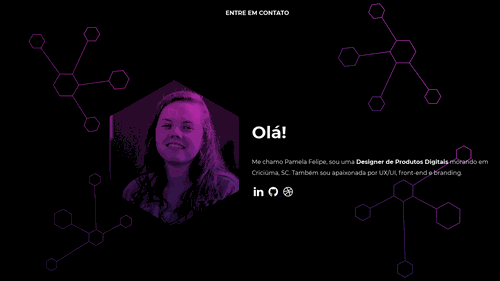 ENTRE EM CONTATO
Olá!
Me chamo Pamela Felipe, sou uma Designer de Produtos Digitais morando em
Criciúma, SC. Também sou apaixonada por UX/UI, front-end e branding.
in